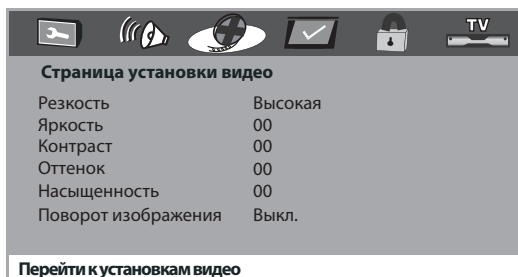 TV
Страница установки видео
Резкость Высокая
Яркость 00
Контраст 00
Оттенок 00
Насыщенность 00
Поворот изображения Выкл.
Перейти к установкам видео